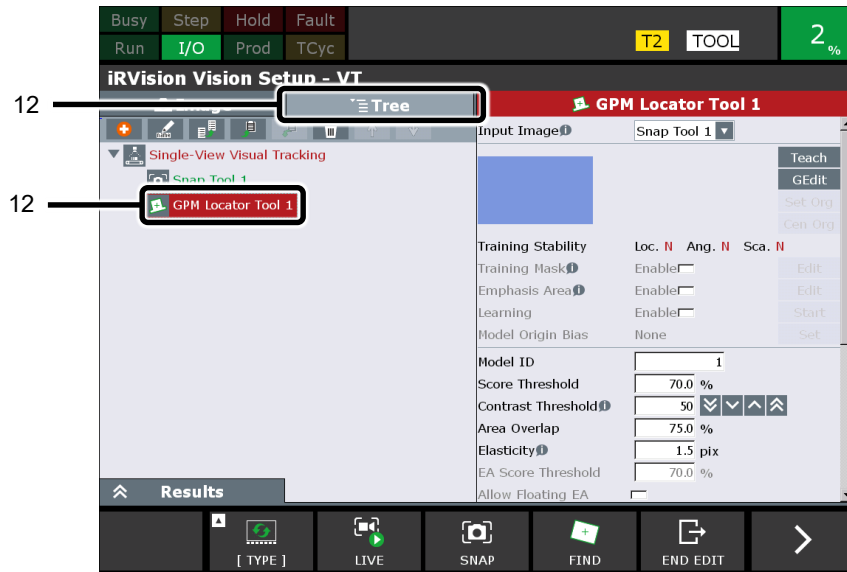 Busy Step Hold Fault
Run I/O Prod TCyc
T2 TOOL
2 %
iRVision Vision Setup - VT
12
Tree
GPM Locator Tool 1
Single-View Visual Tracking
Snap Tool 1
12
GPM Locator Tool 1
Input Image
Snap Tool 1
Teach
GEdit
Set Org
Cen Org
Training Stability Loc. N Ang. N Sca. N
Training Mask Enable Edit
Emphasis Area Enable Edit
Learning Enable Start
Model Origin Bias None Set
Model ID 1
Score Threshold 70.0 %
Contrast Threshold 50
Area Overlap 75.0 %
Elasticity 1.5 pix
EA Score Threshold 70.0 %
Allow Floating EA
Results
[ TYPE ] LIVE SNAP FIND END EDIT